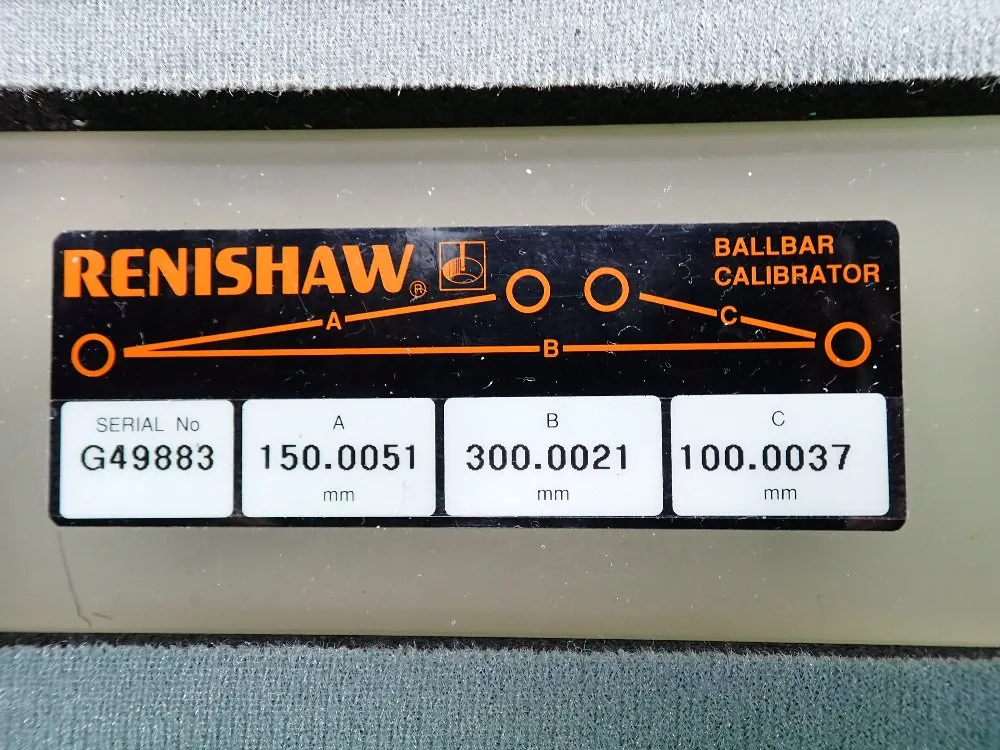 RENISHAW®
BALLBAR
CALIBRATOR
A
C
B
SERIAL No
G49883
A
150.0051
mm
B
300.0021
mm
C
100.0037
mm